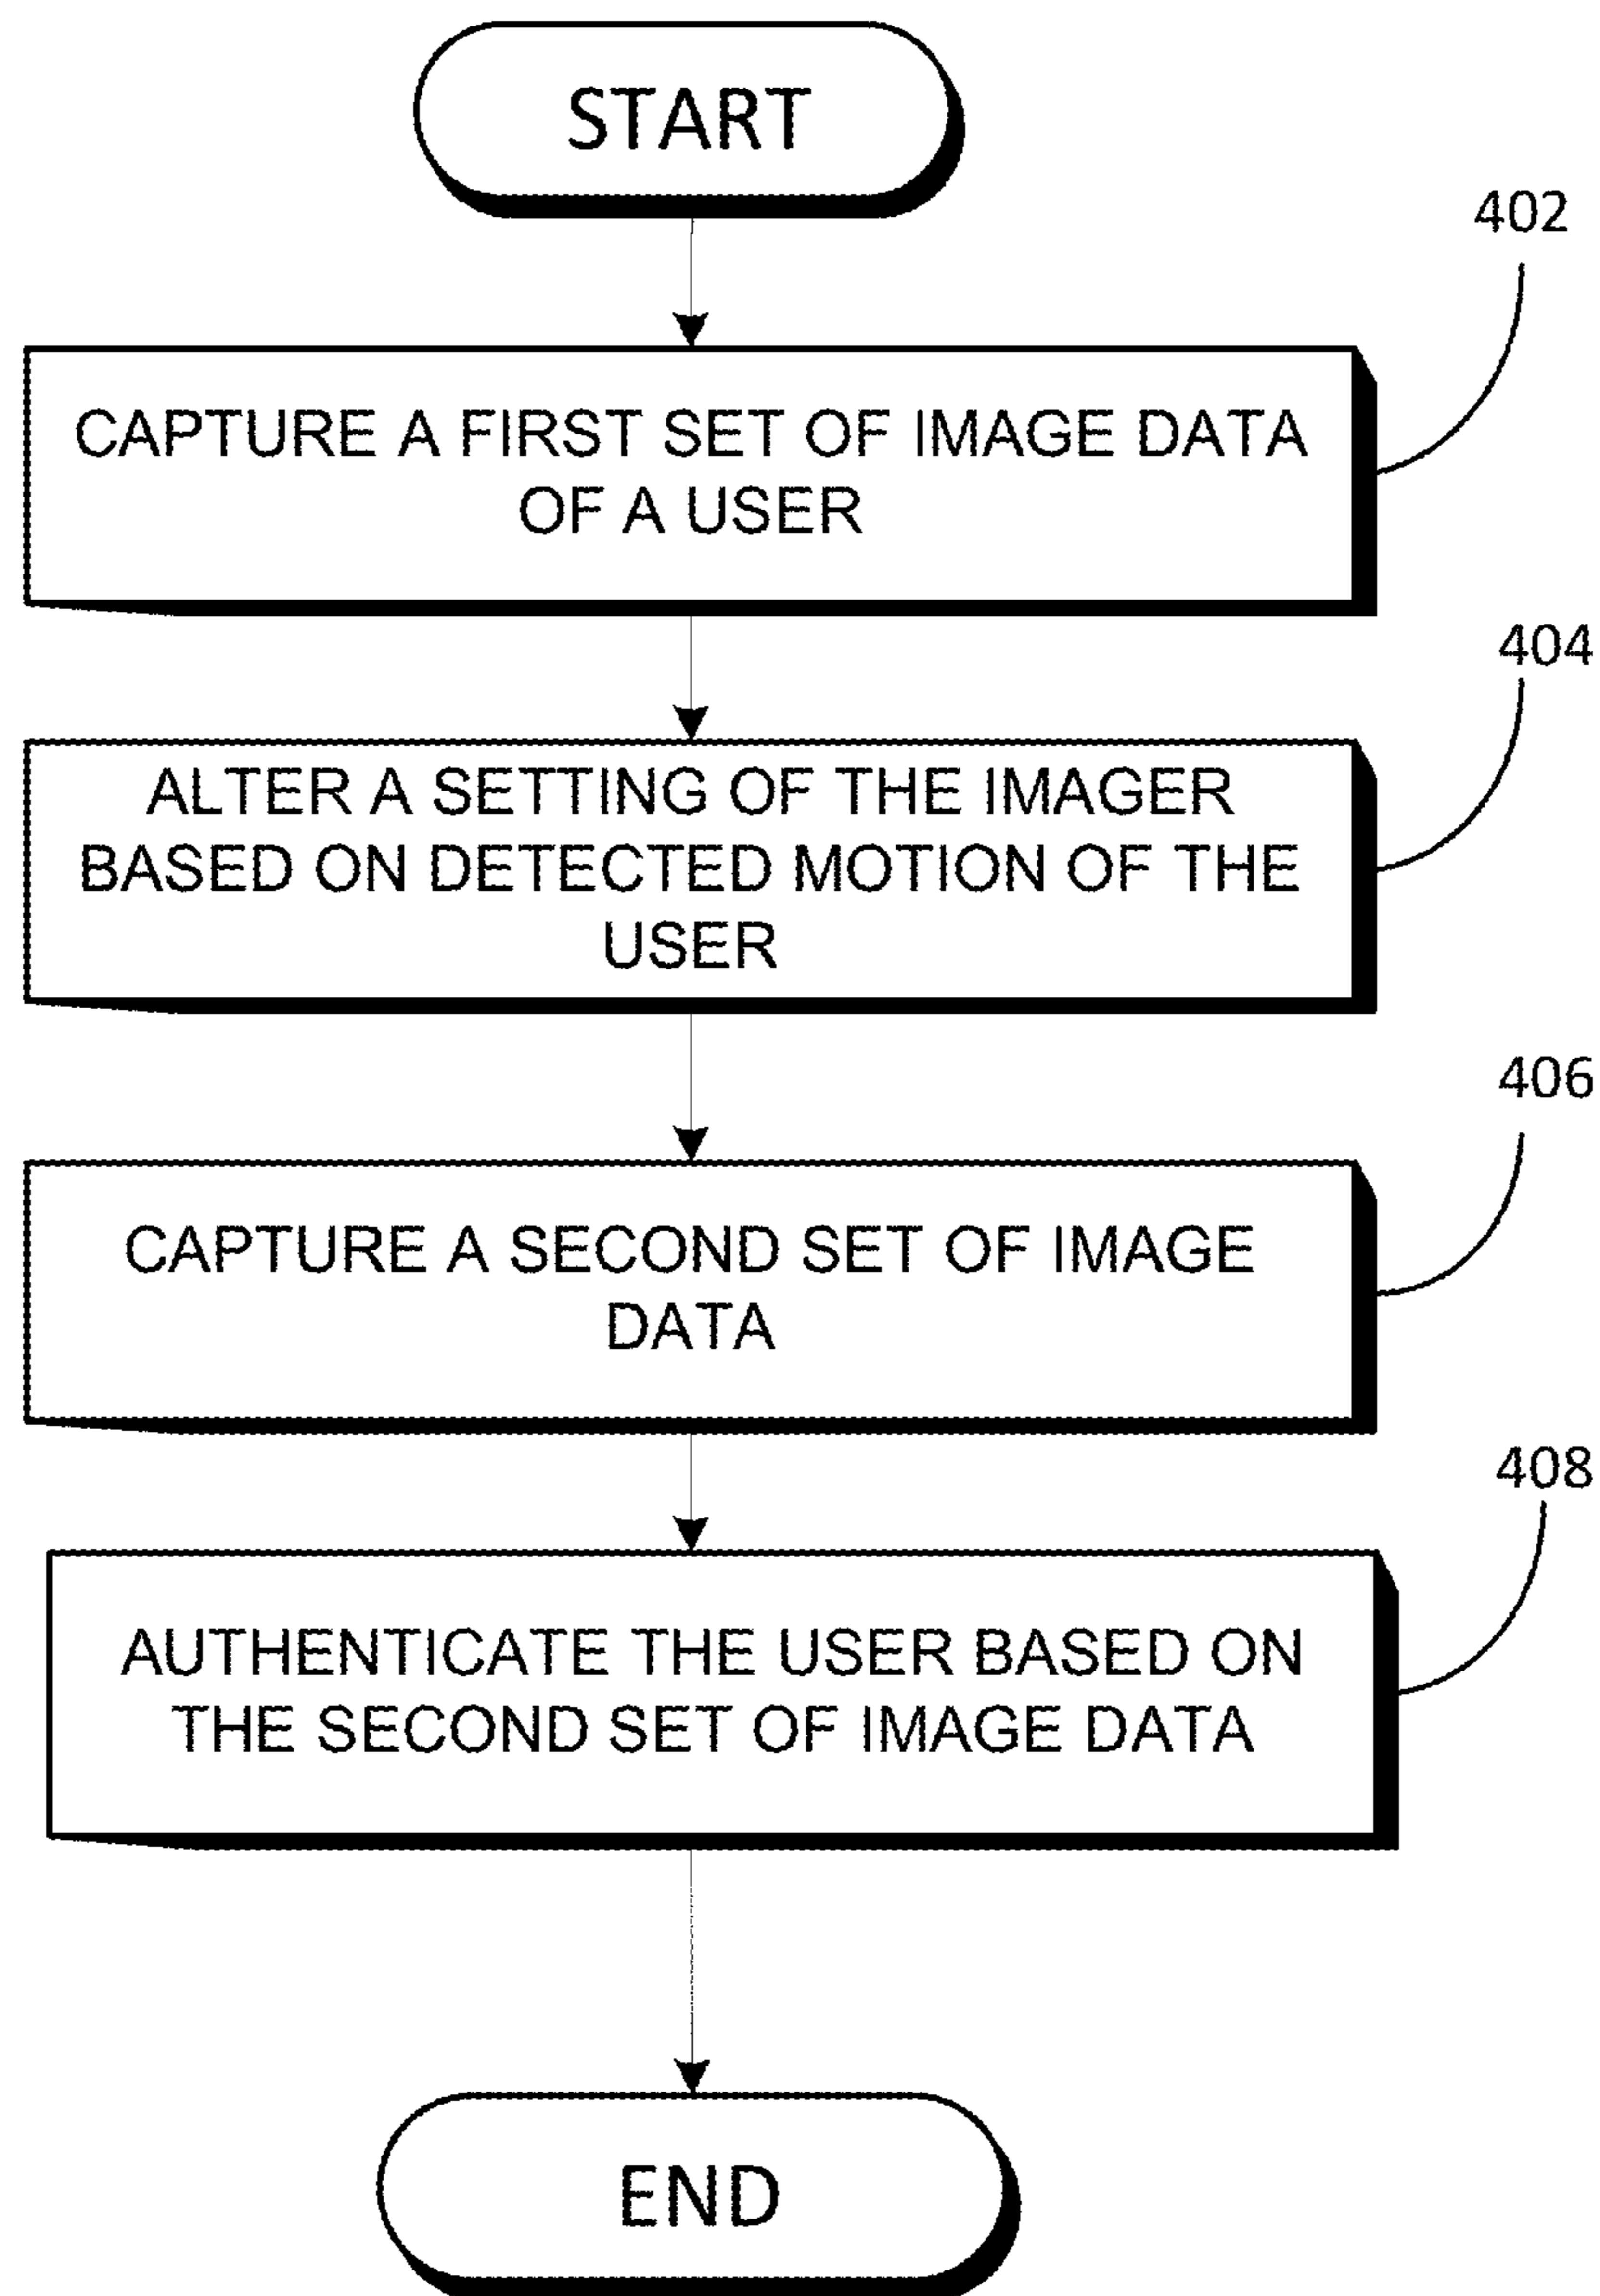 START
402
CAPTURE A FIRST SET OF IMAGE DATA
OF A USER
404
ALTER A SETTING OF THE IMAGER
BASED ON DETECTED MOTION OF THE
USER
406
CAPTURE A SECOND SET OF IMAGE
DATA
408
AUTHENTICATE THE USER BASED ON
THE SECOND SET OF IMAGE DATA
END